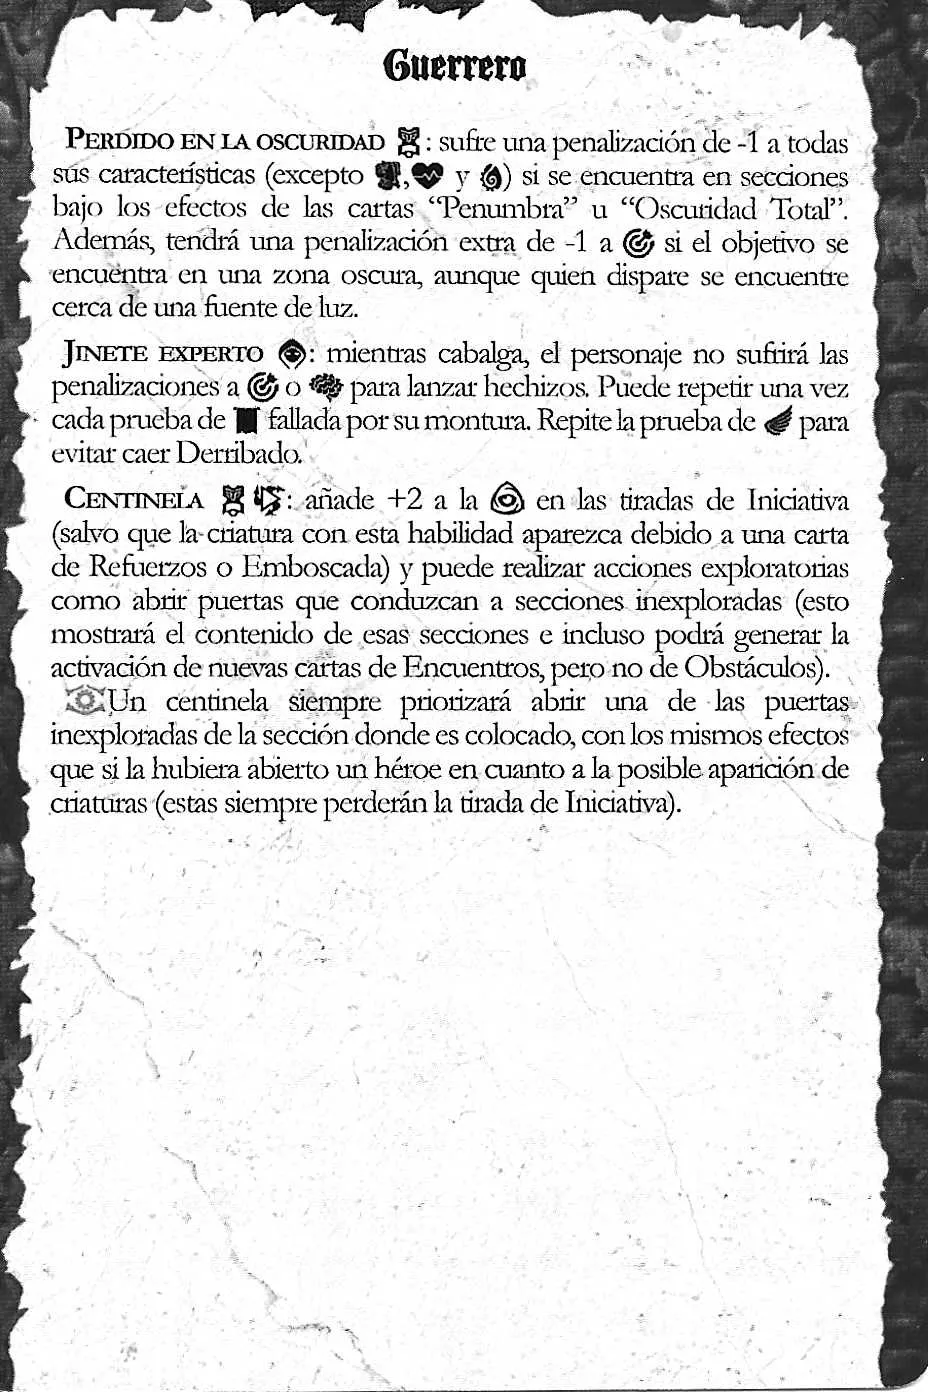 Guerrero
PERDIDO EN LA OSCURIDAD : sufre una penalización de -1 a todas
sus características (excepto , y ) si se encuentra en secciones
bajo los efectos de las cartas “Penumbra” u “Oscuridad Total”.
Además, tendrá una penalización extra de -1 a si el objetivo se
encuentra en una zona oscura, aunque quien dispare se encuentre
cerca de una fuente de luz.
JINETE EXPERTO : mientras cabalga, el personaje no sufrirá las
penalizaciones a o para lanzar hechizos. Puede repetir una vez
cada prueba de fallada por su montura. Repite la prueba de para
evitar caer Derribado.
CENTINELA : añade +2 a la en las tiradas de Iniciativa
(salvo que la criatura con esta habilidad aparezca debido a una carta
de Refuerzos o Emboscada) y puede realizar acciones exploratorias
como abrir puertas que conduzcan a secciones inexploradas (esto
mostrará el contenido de esas secciones e incluso podrá generar la
activación de nuevas cartas de Encuentros, pero no de Obstáculos).
Un centinela siempre priorizará abrir una de las puertas
inexploradas de la sección donde es colocado, con los mismos efectos
que si la hubiera abierto un héroe en cuanto a la posible aparición de
criaturas (estas siempre perderán la tirada de Iniciativa).